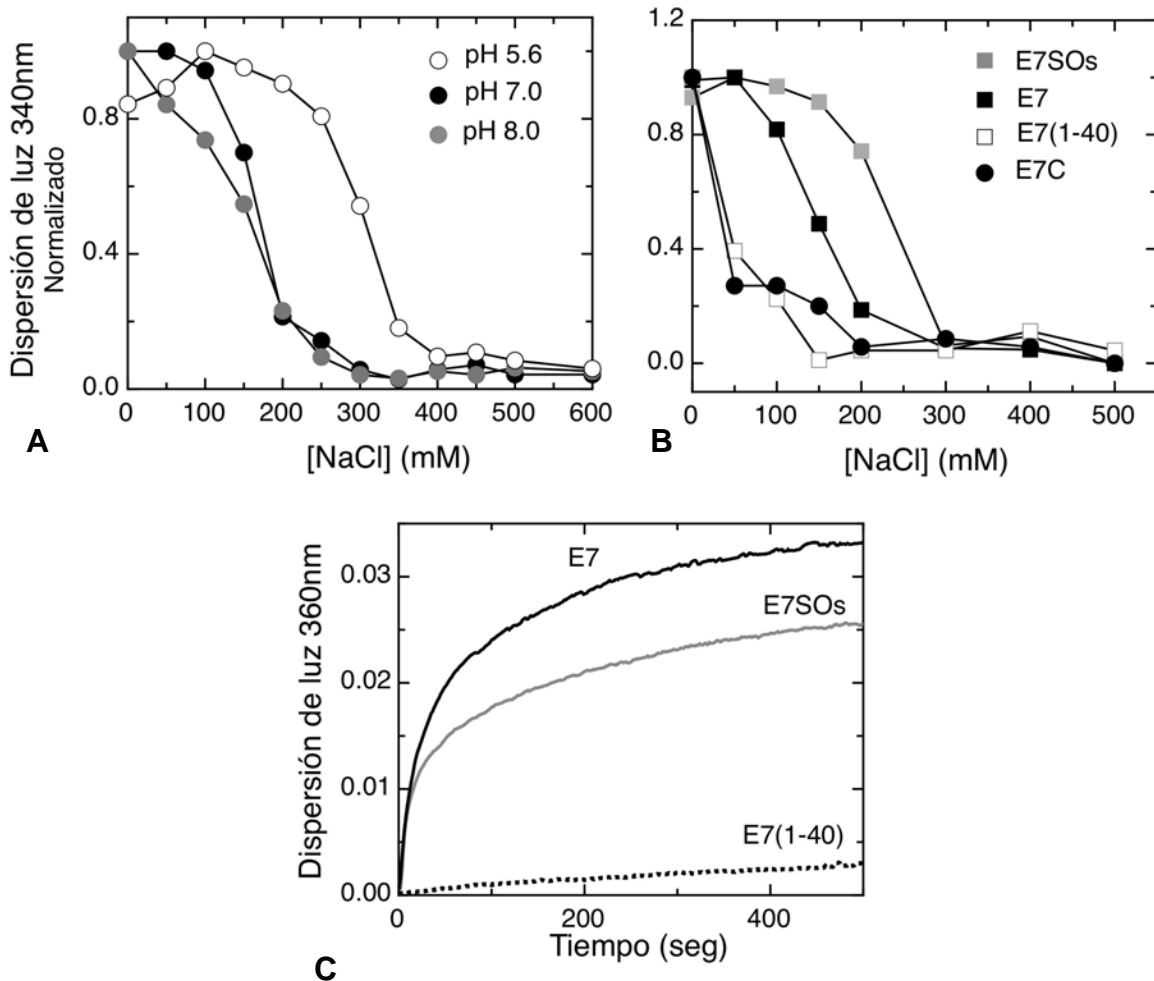 Dispersión de luz 340nm
Normalizado
0.8
0.4
0.0
0 100 200 300 400 500 600
[NaCl] (mM)
pH 5.6
pH 7.0
pH 8.0
A
1.2
0.8
0.4
0.0
0 100 200 300 400 500
[NaCl] (mM)
E7SOs
E7
E7(1-40)
E7C
B
Dispersión de luz 360nm
0.03
0.02
0.01
0.00
0 200 400
Tiempo (seg)
E7
E7SOs
E7(1-40)
C